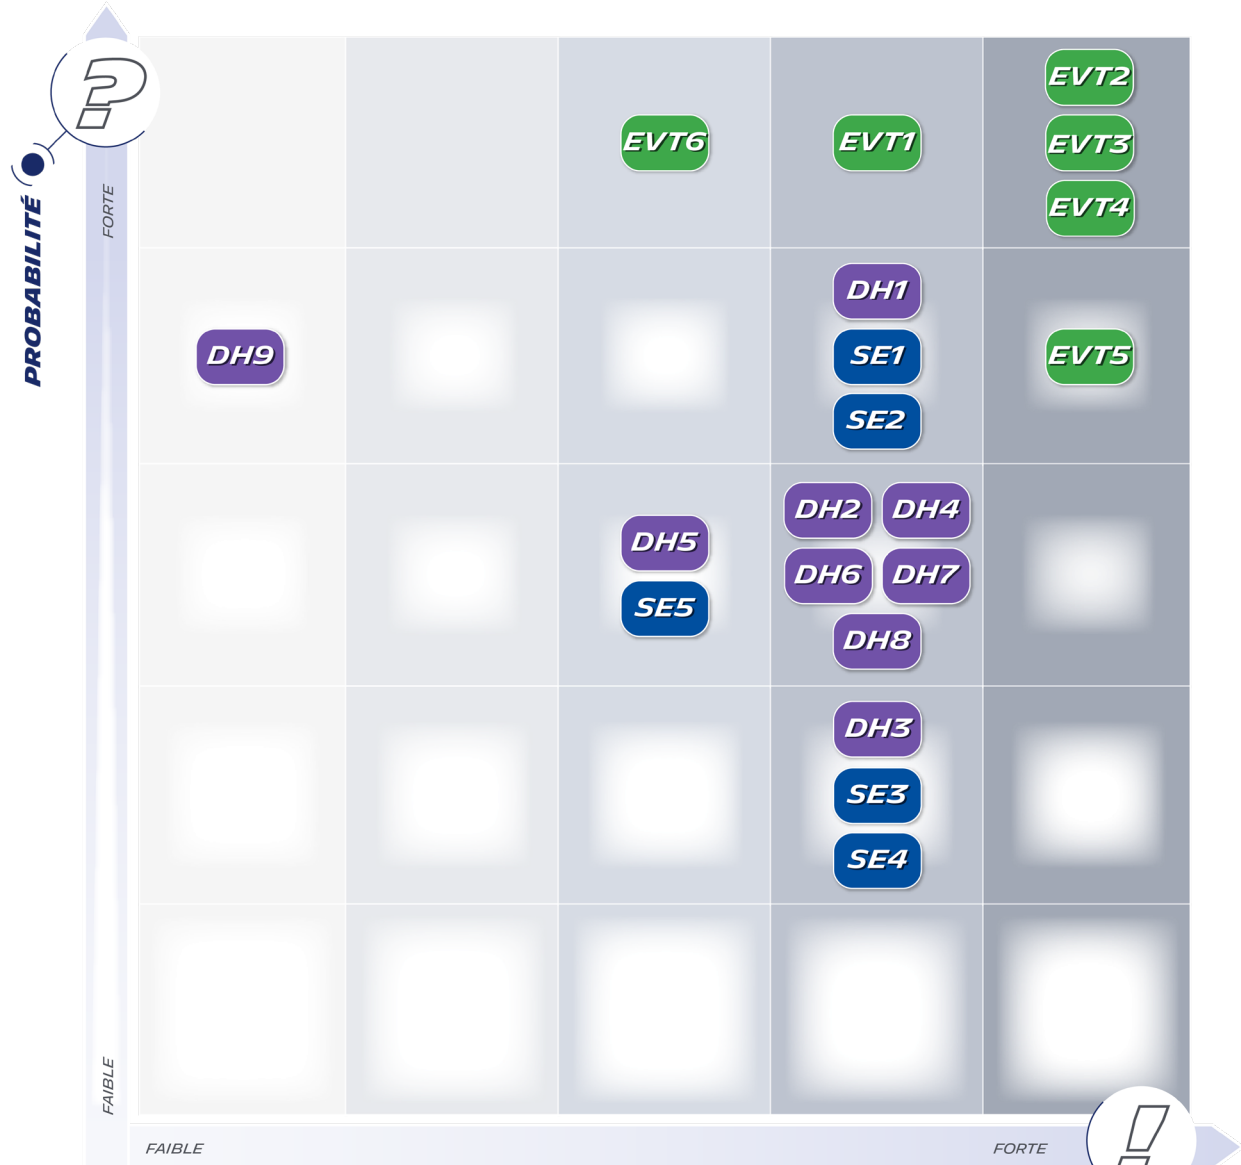 ?
PROBABILITÉ
FORTE
FAIBLE
EVT2
EVT6
EVT1
EVT3
EVT4
DH1
DH9
SE1
EVT5
SE2
DH2
DH4
DH5
DH6
DH7
SE5
DH8
DH3
SE3
SE4
FAIBLE
FORTE
!